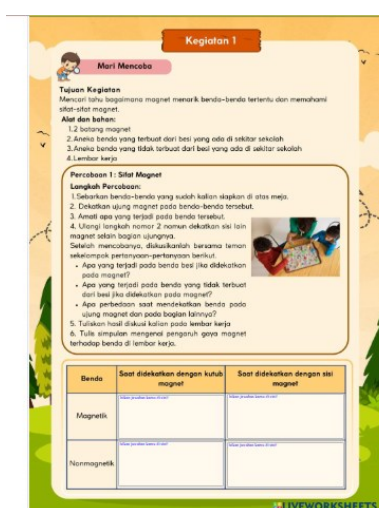 Kegiatan 1
Mari Mencoba
Tujuan Kegiatan
Mencari tahu bagaimana magnet menarik benda-benda tertentu dan memahami
sifat-sifat magnet.
Alat dan bahan:
1.2 batang magnet
2.Aneka benda yang terbuat dari besi yang ada di sekitar sekolah
3.Aneka benda yang tidak terbuat dari besi yang ada di sekitar sekolah
4.Lembar kerja
Percobaan 1 : Sifat Magnet
Langkah Percobaan:
1.Sebarkan benda-benda yang sudah kalian siapkan di atas meja.
2. Dekatkan ujung magnet pada benda-benda tersebut.
3. Amati apa yang terjadi pada benda tersebut.
4. Ulangi langkah nomor 2 namun dekatkan sisi lain
magnet selain bagian ujungnya.
Setelah mencobanya, diskusikanlah bersama teman
sekelompok pertanyaan-pertanyaan berikut.
• Apa yang terjadi pada benda besi jika didekatkan
pada magnet?
• Apa yang terjadi pada benda yang tidak terbuat
dari besi jika didekatkan pada magnet?
• Apa perbedaan saat mendekatkan benda pada
ujung magnet dan pada bagian lainnya?
5. Tuliskan hasil diskusi kalian pada lembar kerja
6. Tulis simpulan mengenai pengaruh gaya magnet
terhadap benda di lembar kerja.
Benda
Saat didekatkan dengan kutub
magnet
Saat didekatkan dengan sisi
magnet
Magnetik
Nonmagnetik
LIVEWORKSHEETS